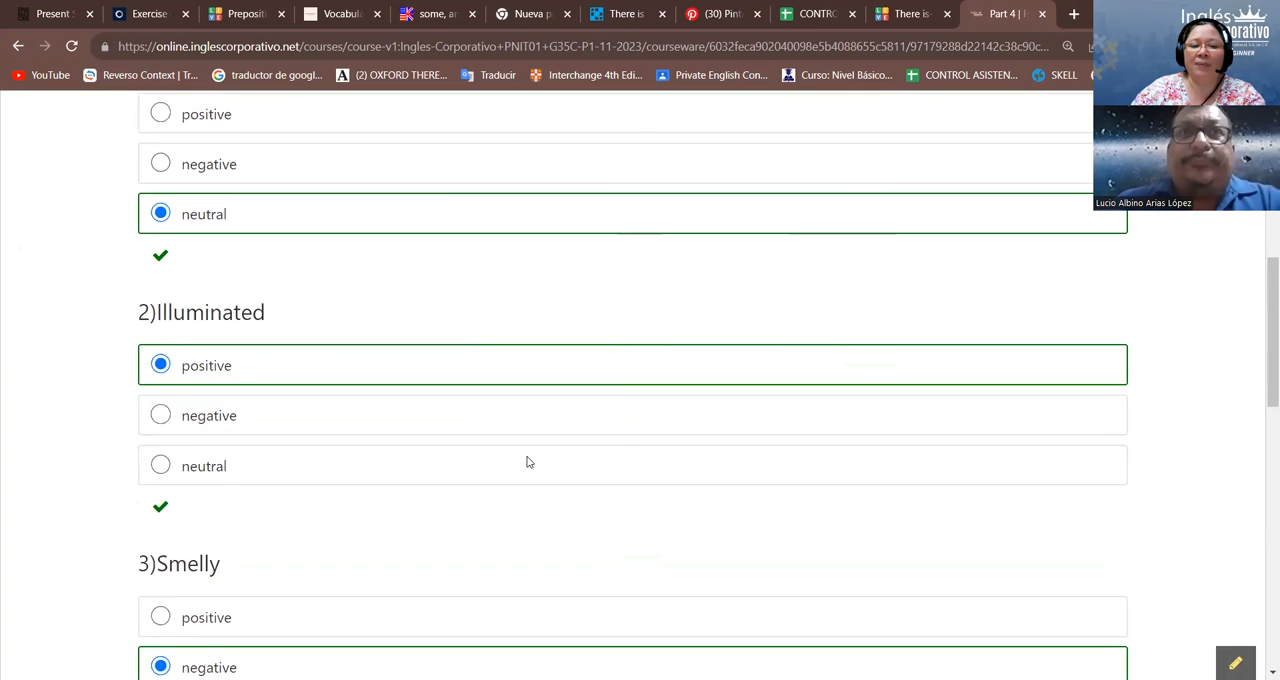 Present S
Exercise
Preposit
Vocabul
some, an
Nueva p
There is
(30) Pint
CONTRO
There is
Part 4 | F
https://online.inglescorporativo.net/courses/course-v1:Ingles-Corporativo+PNIT01+G35C-P1-11-2023/courseware/6032feca902040098e5b4088655c5811/97179288d22142c38c90c...
YouTube
Reverso Context | Tr...
traductor de googl...
(2) OXFORD THERE...
Traducir
Interchange 4th Edi...
Private English Con...
Curso: Nivel Básico...
CONTROL ASISTEN...
SKELL
Inglés
Lucio Albino Arias López
positive
negative
neutral
2)Illuminated
positive
negative
neutral
3)Smelly
positive
negative